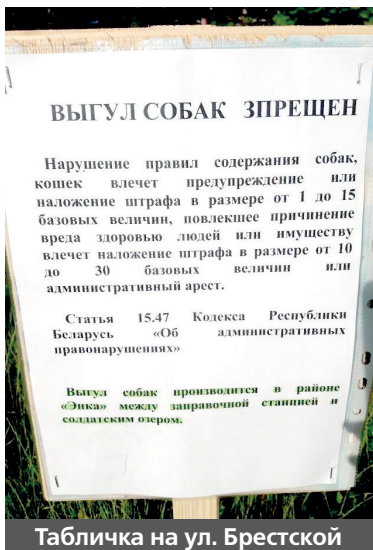 ВЫГУЛ СОБАК ЗПРЕЩЕН
Нарушение правил содержания собак,
кошек влечет предупреждение или
наложение штрафа в размере от 1 до 15
базовых величин, повлекшее причинение
вреда здоровью людей или имуществу
влечет наложение штрафа в размере от 10
до 30 базовых величин или
административный арест.
Статья 15.47 Кодекса Республики
Беларусь «Об административных
правонарушениях»
Выгул собак производится в районе
«Энка» между заправочной станцией и
солдатским озером.
Табличка на ул. Брестской